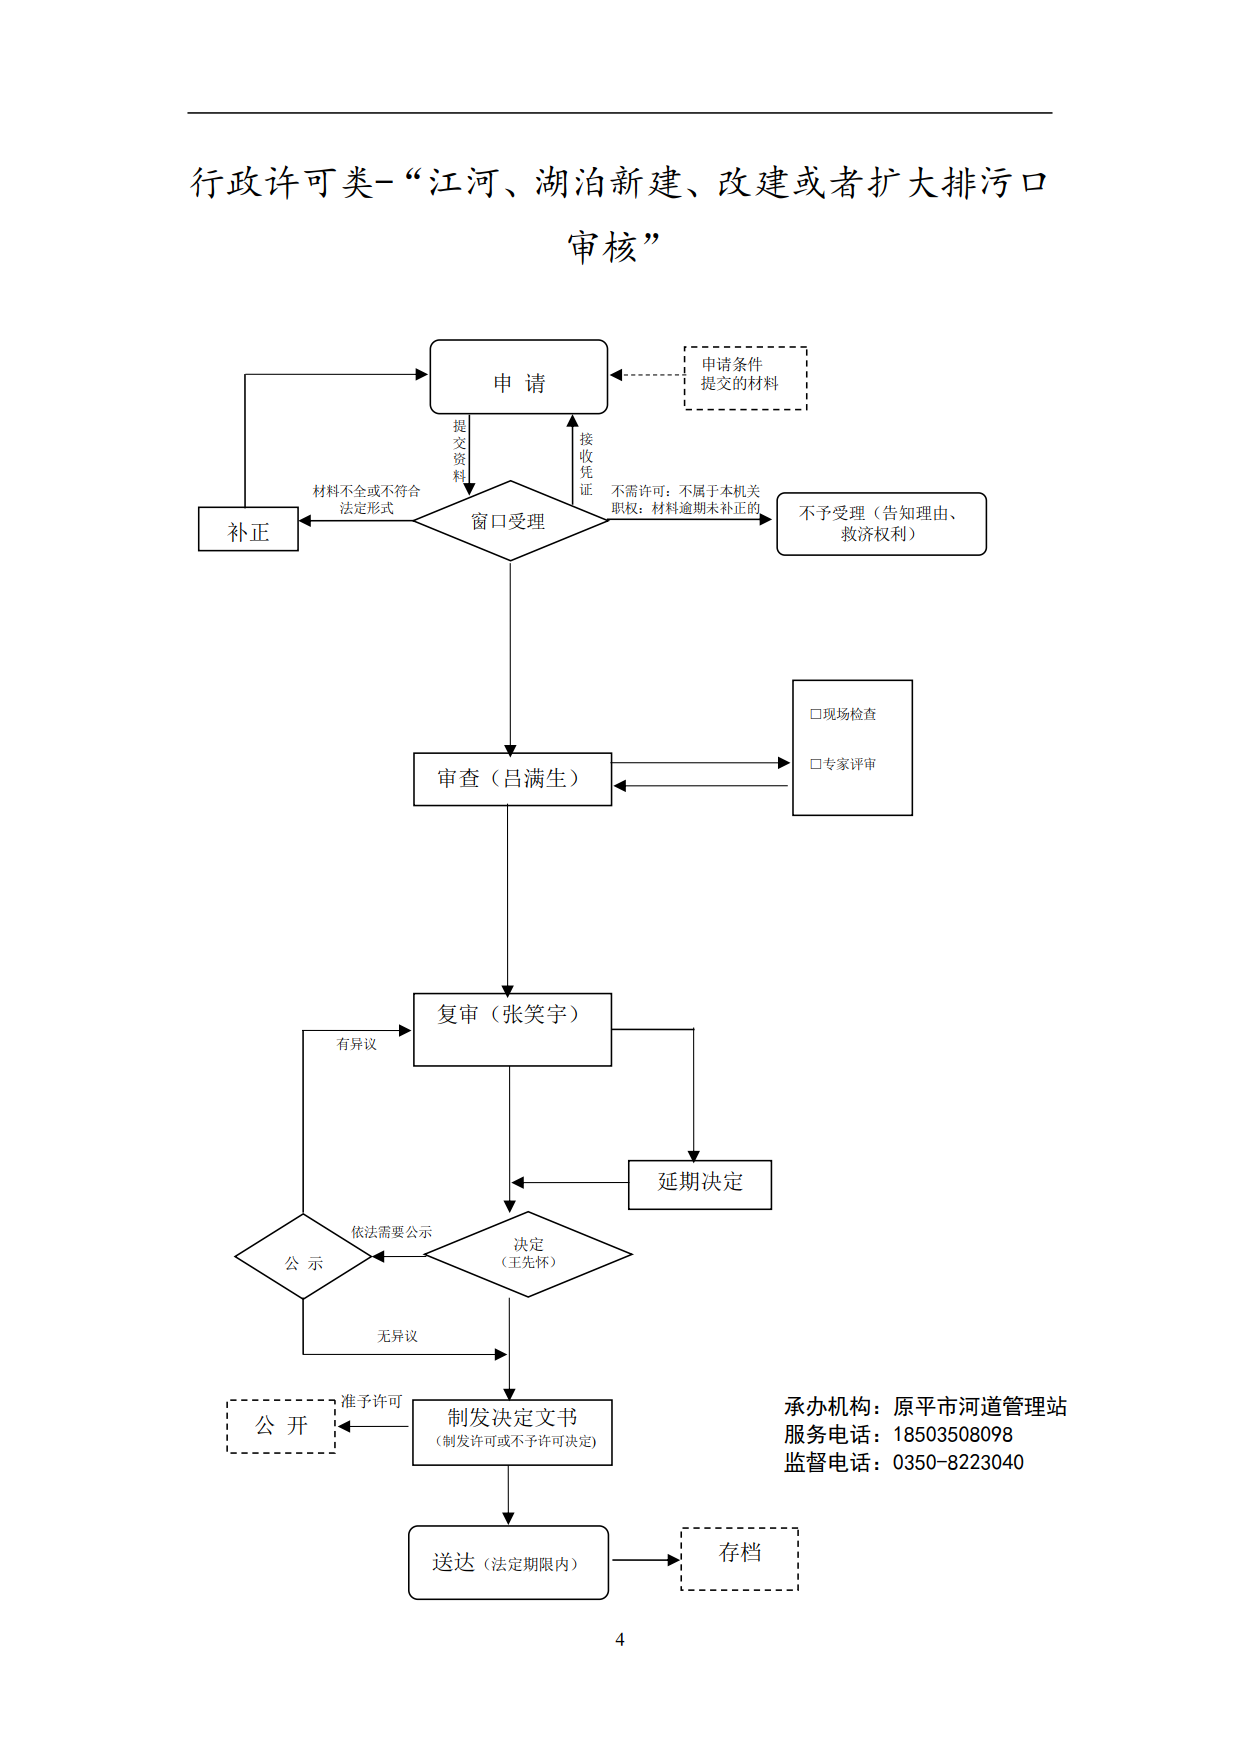 行政许可类-“江河、湖泊新建、改建或者扩大排污口
审核”
申 请
申请条件
提交的材料
提交资料
接收凭证
材料不全或不符合
法定形式
补正
窗口受理
不需许可：不属于本机关
职权：材料逾期未补正的
不予受理（告知理由、
救济权利）
□现场检查
□专家评审
审查（吕满生）
复审（张笑宇）
有异议
延期决定
依法需要公示
公 示
决定
（王先怀）
无异议
准予许可
公 开
制发决定文书
（制发许可或不予许可决定)
承办机构：原平市河道管理站
服务电话：18503508098
监督电话：0350-8223040
送达（法定期限内）
存档
4